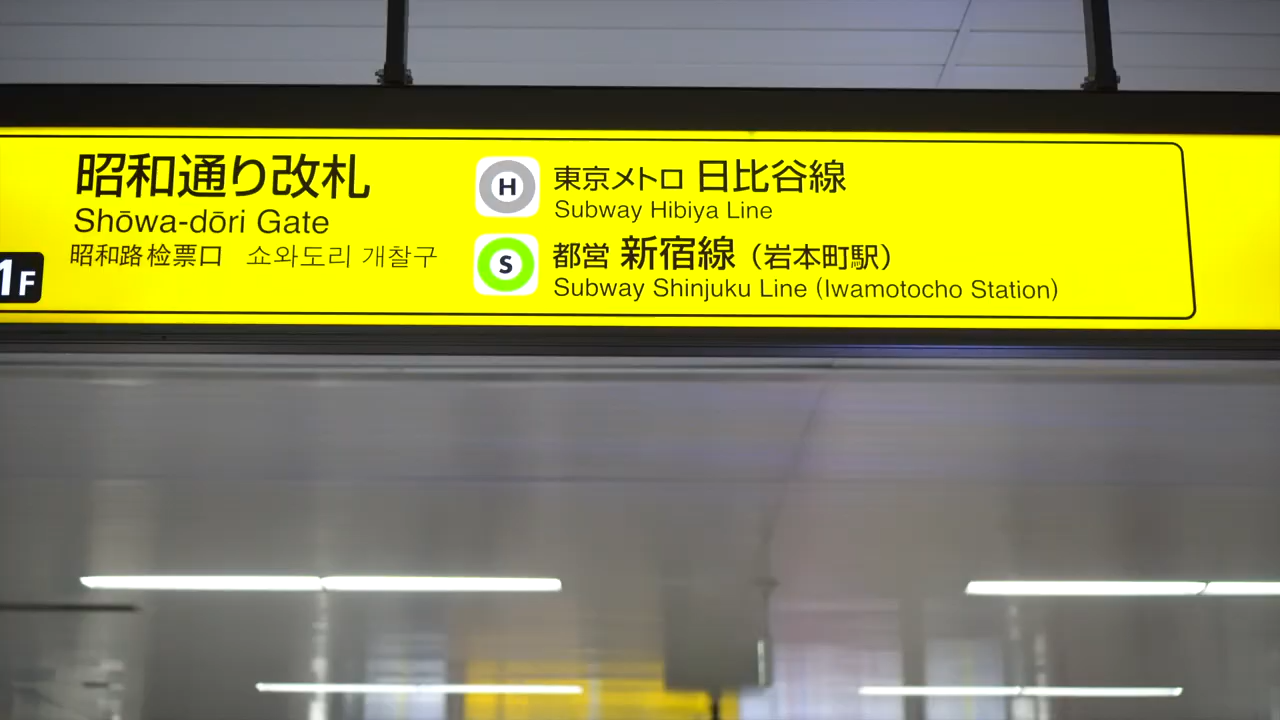 昭和通り改札
Shōwa-dōri Gate
昭和路检票口 쇼와도리 개찰구
1F
H 東京メトロ 日比谷線
Subway Hibiya Line
S 都営 新宿線（岩本町駅）
Subway Shinjuku Line (Iwamotocho Station)